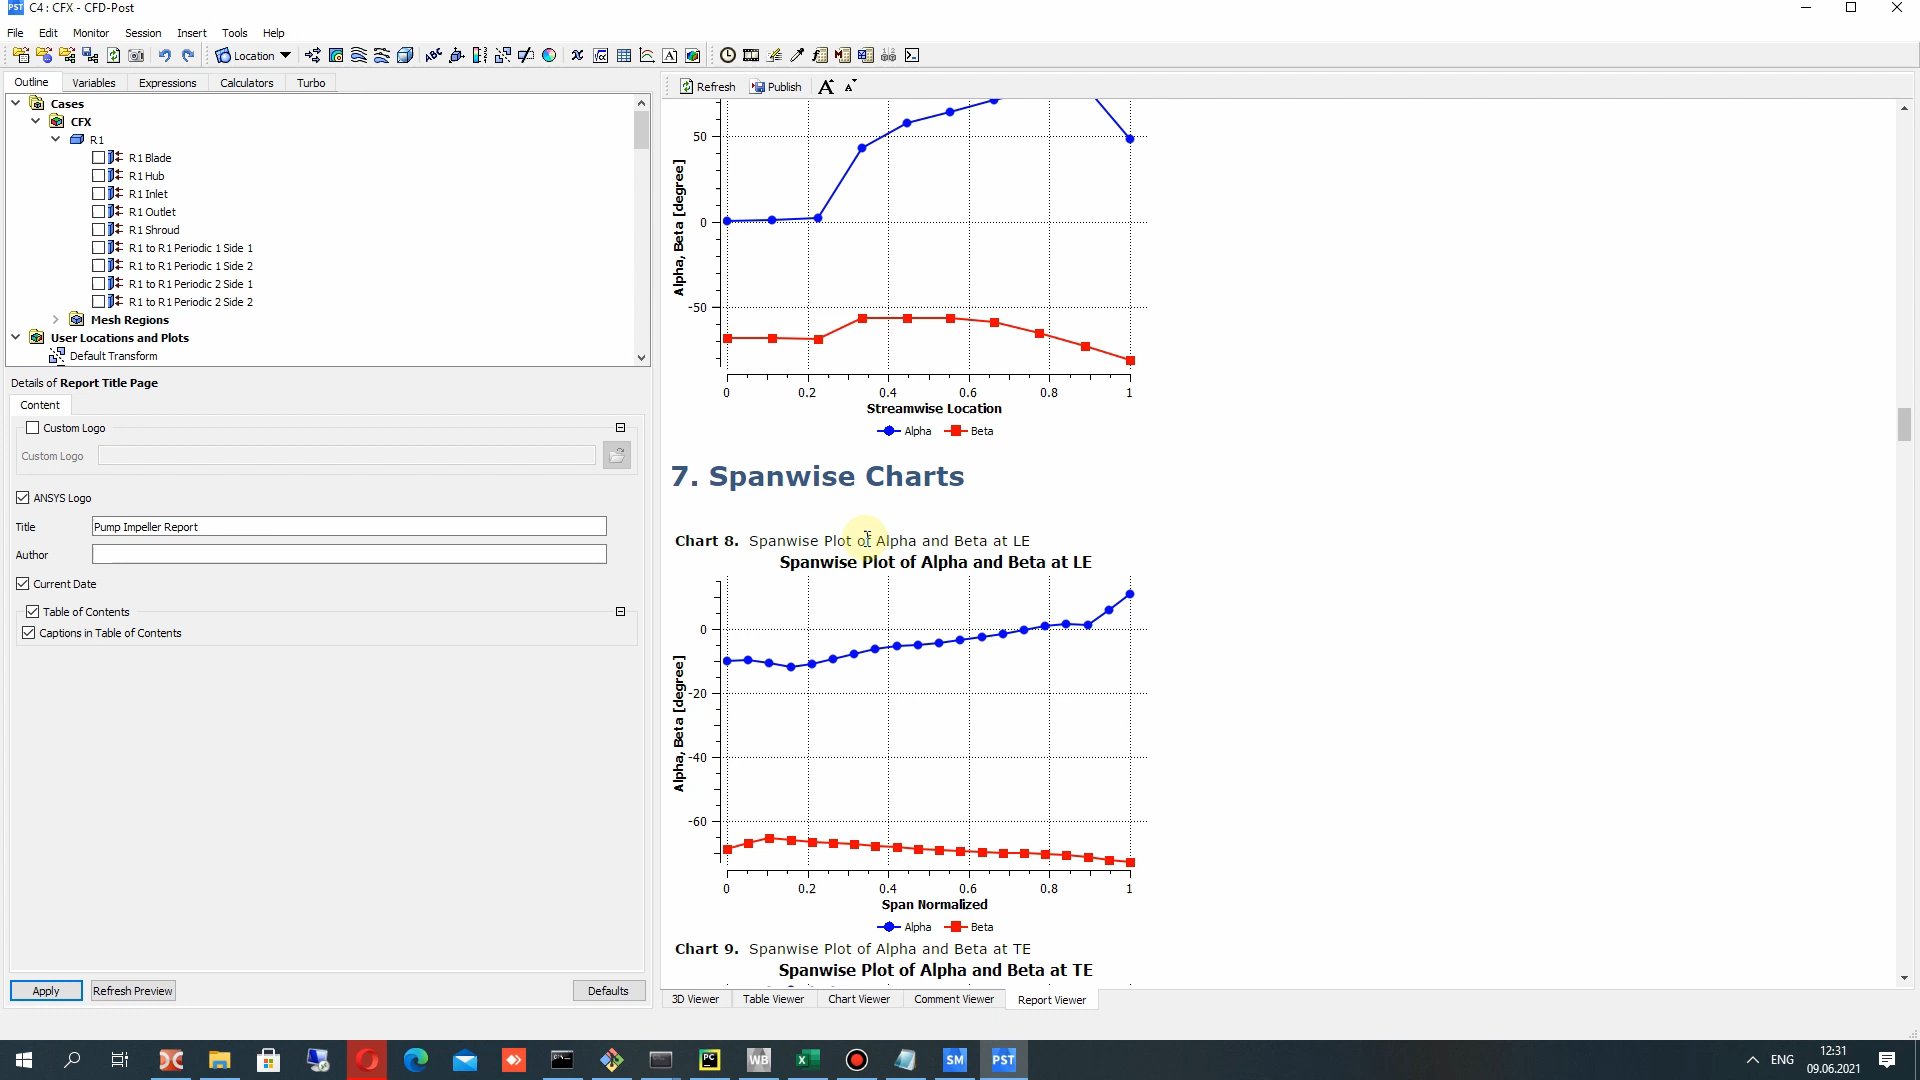 PST C4 : CFX - CFD-Post
File Edit Monitor Session Insert Tools Help
Location
Outline Variables Expressions Calculators Turbo
Cases
CFX
R1
R1 Blade
R1 Hub
R1 Inlet
R1 Outlet
R1 Shroud
R1 to R1 Periodic 1 Side 1
R1 to R1 Periodic 1 Side 2
R1 to R1 Periodic 2 Side 1
R1 to R1 Periodic 2 Side 2
Mesh Regions
User Locations and Plots
Default Transform
Details of Report Title Page
Content
Custom Logo
Custom Logo
ANSYS Logo
Title Pump Impeller Report
Author
Current Date
Table of Contents
Captions in Table of Contents
Apply Refresh Preview Defaults
Refresh Publish A A
50
0
-50
Alpha, Beta [degree]
0 0.2 0.4 0.6 0.8 1
Streamwise Location
Alpha Beta
7. Spanwise Charts
Chart 8. Spanwise Plot of Alpha and Beta at LE
Spanwise Plot of Alpha and Beta at LE
0
-20
-40
-60
Alpha, Beta [degree]
0 0.2 0.4 0.6 0.8 1
Span Normalized
Alpha Beta
Chart 9. Spanwise Plot of Alpha and Beta at TE
Spanwise Plot of Alpha and Beta at TE
3D Viewer Table Viewer Chart Viewer Comment Viewer Report Viewer
PC WB SM PST
ENG
12:31
09.06.2021